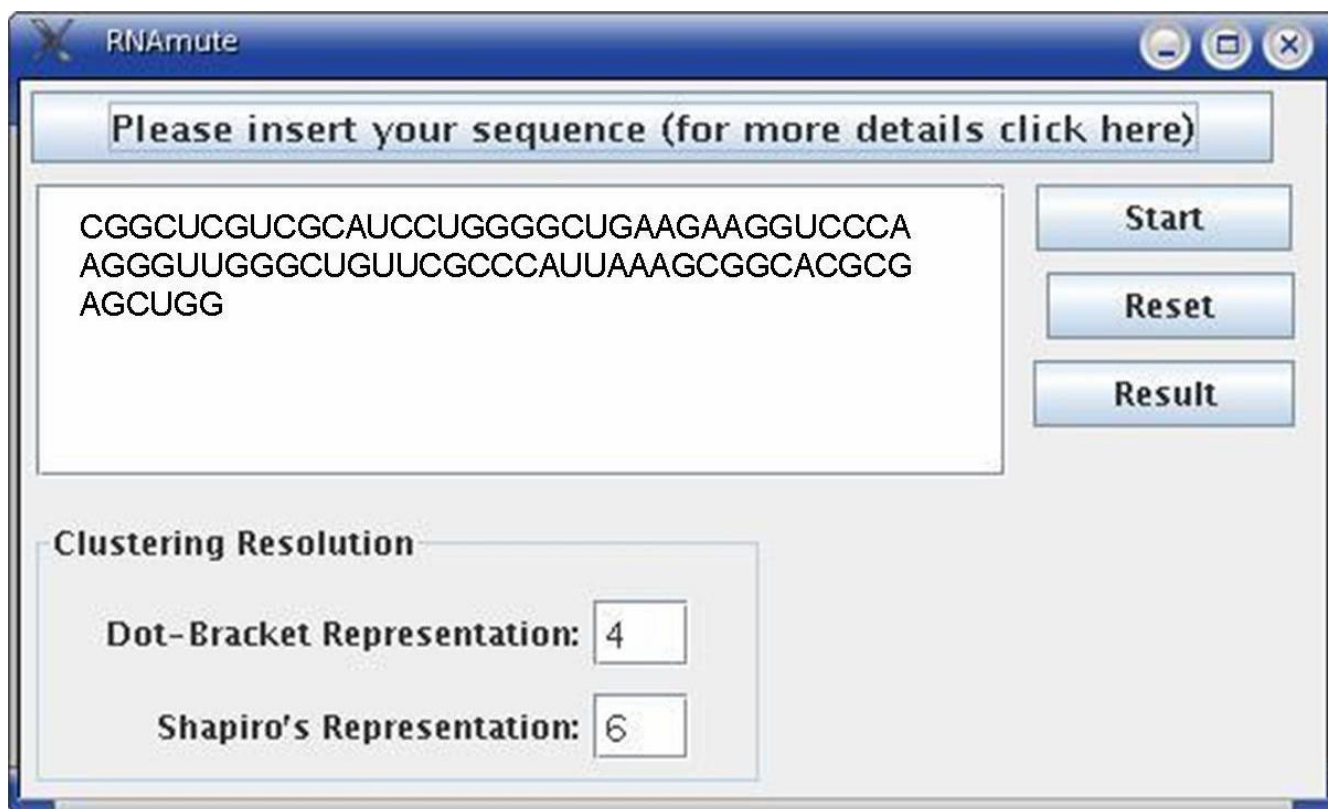 RNAmute
Please insert your sequence (for more details click here)
CGGCUCGUCGCAUCCUGGGGCUGAAGAAGGUCCCA
AGGGUUGGGCUGUUCGCCCAUUAAAGCGGCACGCG
AGCUGG
Start
Reset
Result
Clustering Resolution
Dot-Bracket Representation: 4
Shapiro's Representation: 6